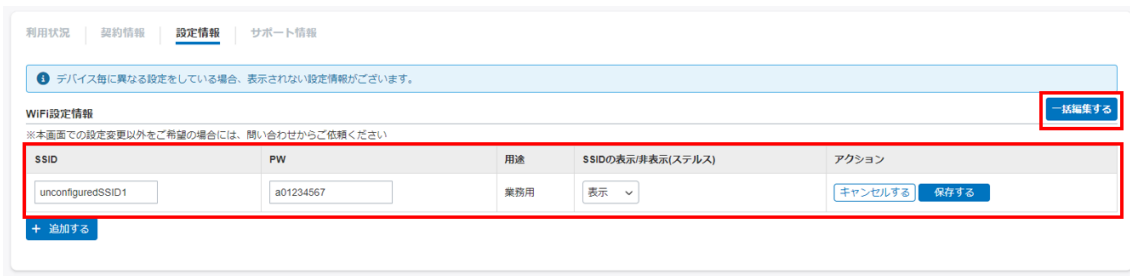 利用状況 契約情報 設定情報 サポート情報
デバイス毎に異なる設定をしている場合、表示されない設定情報がございます。
WiFi設定情報 一括編集する
※本画面での設定変更以外をご希望の場合には、問い合わせからご依頼ください
SSID PW 用途 SSIDの表示/非表示(ステルス) アクション
unconfiguredSSID1 a01234567 業務用 表示 キャンセルする 保存する
+ 追加する